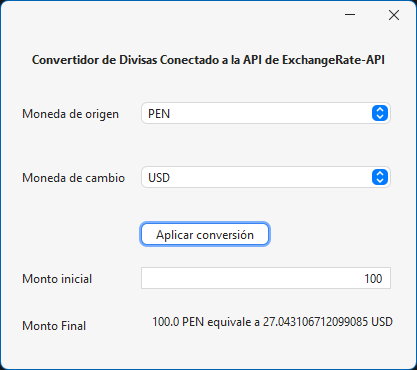 Convertidor de Divisas Conectado a la API de ExchangeRate-API
Moneda de origen PEN
Moneda de cambio USD
Aplicar conversión
Monto inicial 100
Monto Final 100.0 PEN equivale a 27.043106712099085 USD